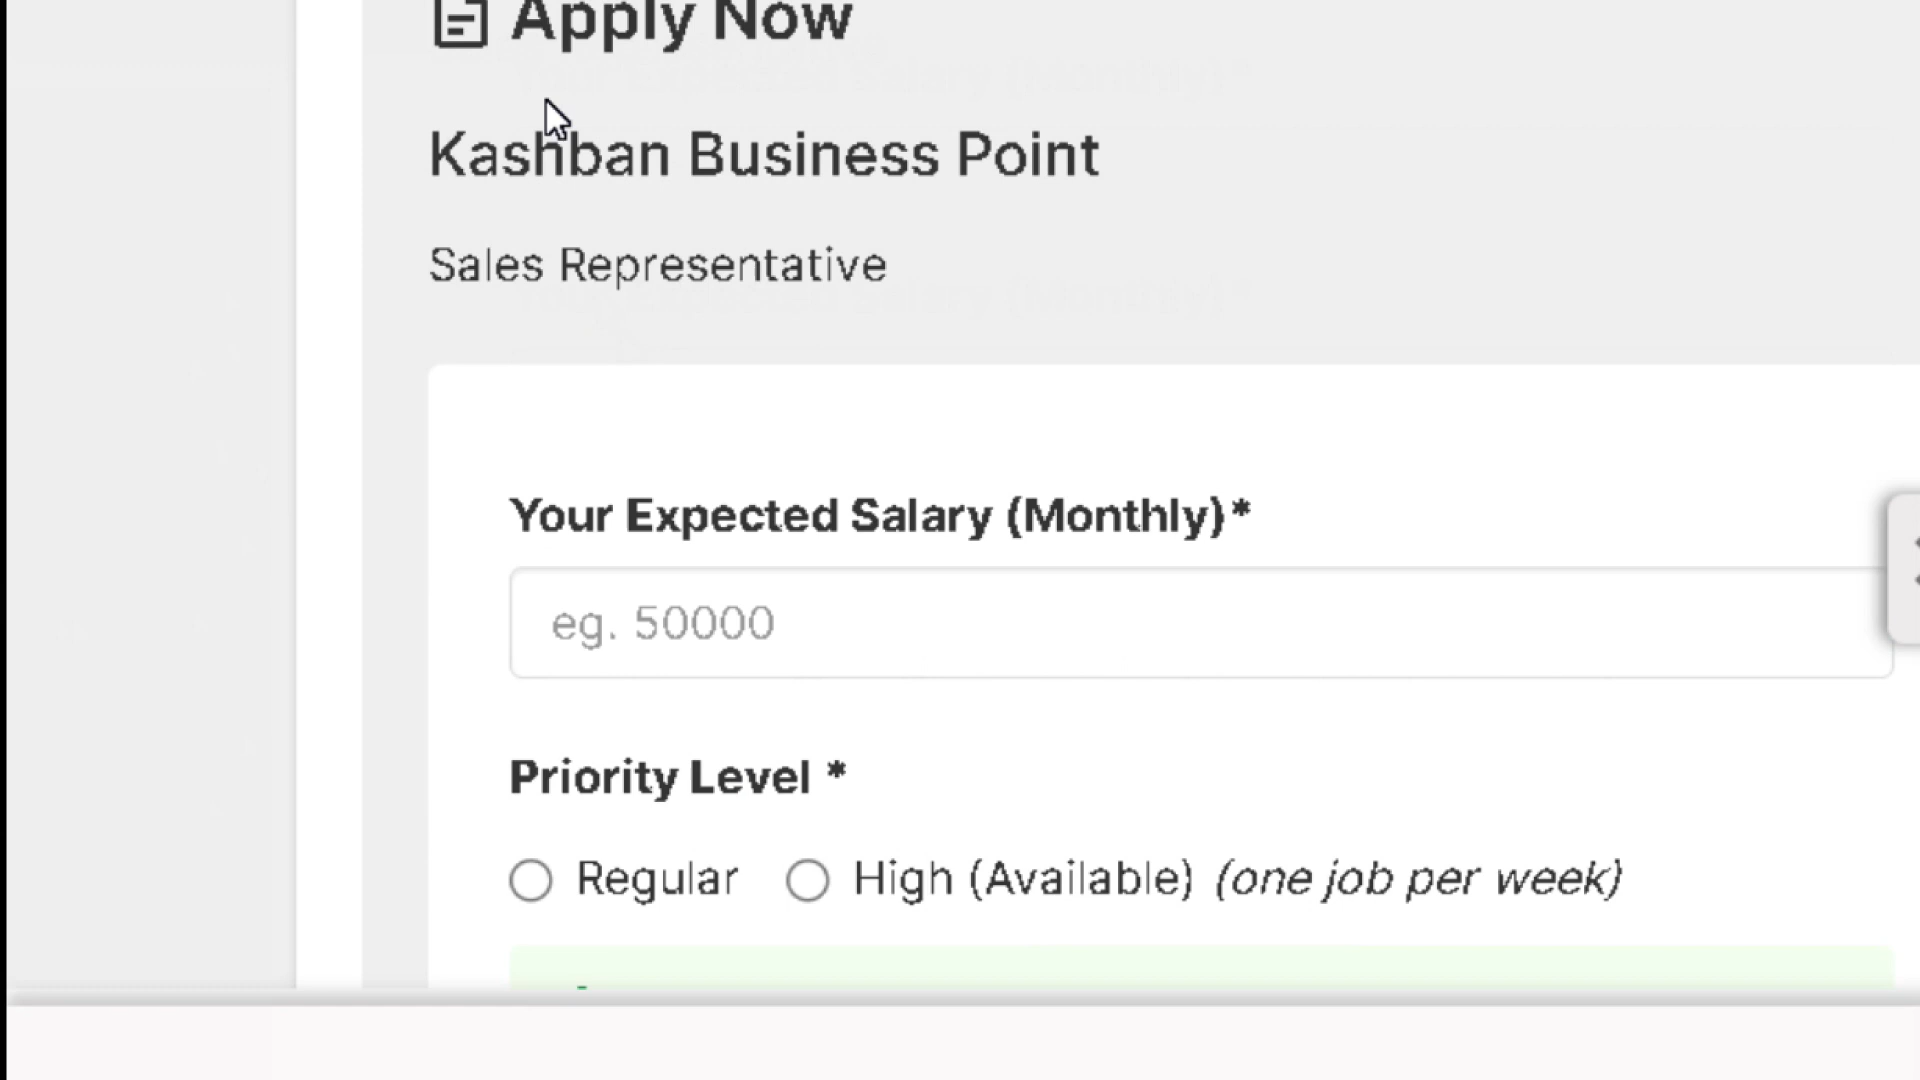 Apply Now
Kashban Business Point
Sales Representative
Your Expected Salary (Monthly)*
eg. 50000
Priority Level *
Regular High (Available) (one job per week)